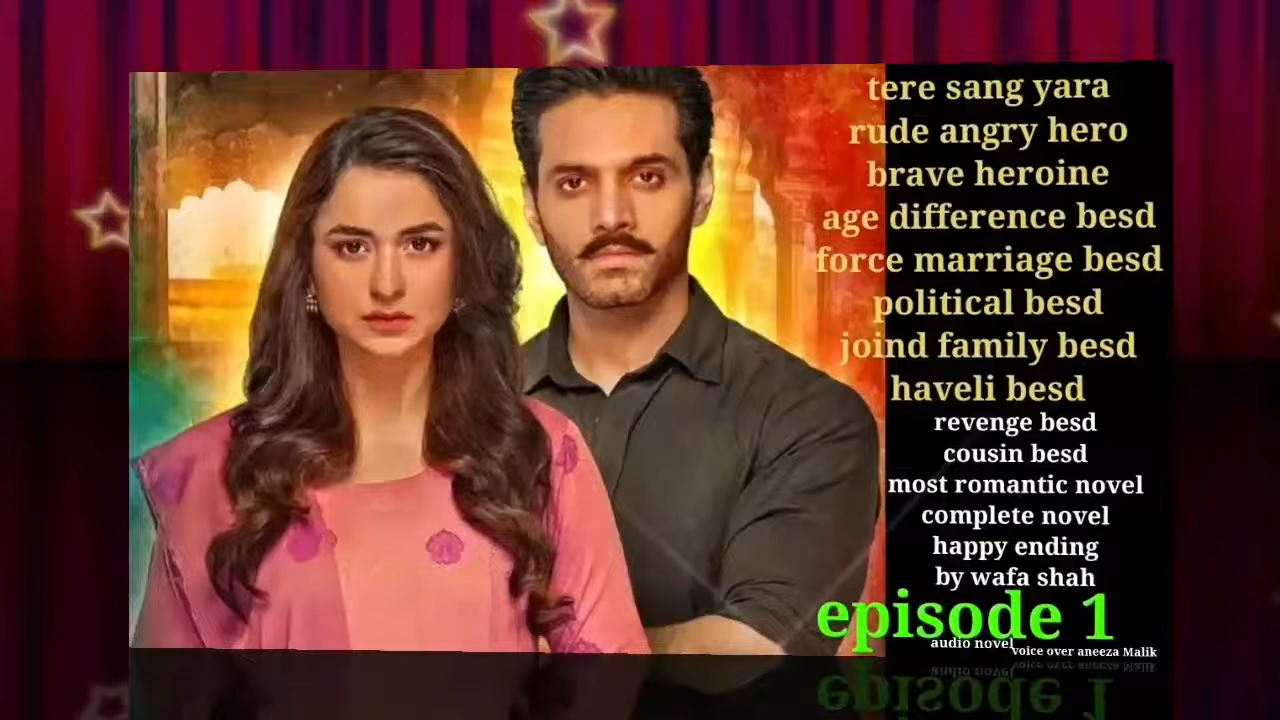 tere sang yara
rude angry hero
brave heroine
age difference besd
force marriage besd
political besd
joind family besd
haveli besd
revenge besd
cousin besd
most romantic novel
complete novel
happy ending
by wafa shah
episode 1
audio novel
voice over aneeza Malik